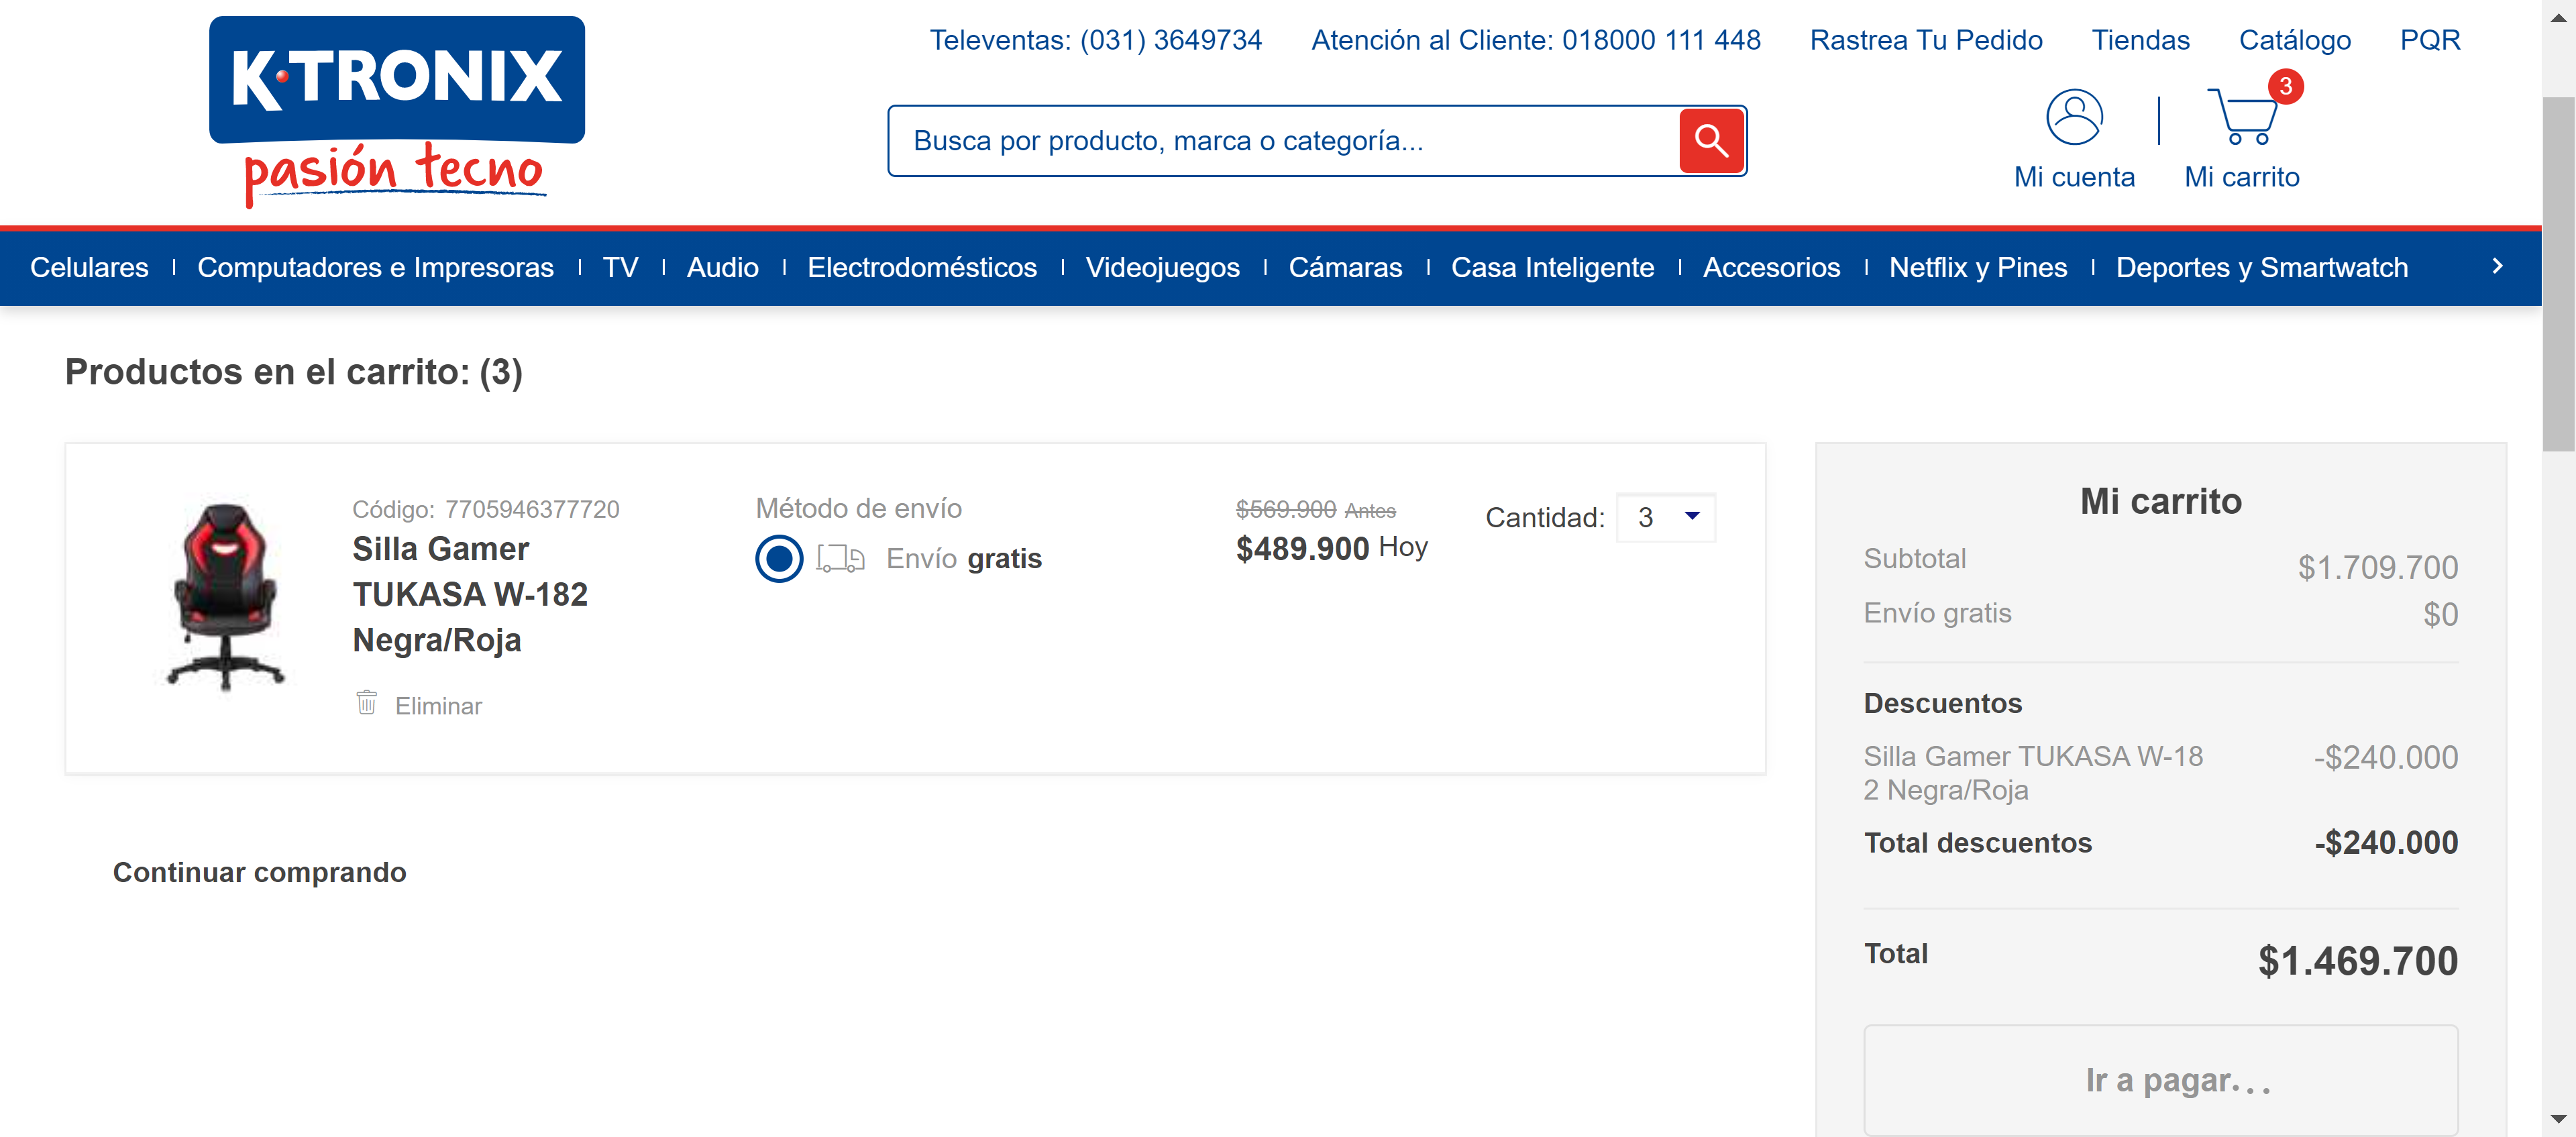 K·TRONIX
pasión tecno
Televentas: (031) 3649734 Atención al Cliente: 018000 111 448 Rastrea Tu Pedido Tiendas Catálogo PQR
Busca por producto, marca o categoría...
3
Mi cuenta Mi carrito
Celulares Computadores e Impresoras TV Audio Electrodomésticos Videojuegos Cámaras Casa Inteligente Accesorios Netflix y Pines Deportes y Smartwatch
Productos en el carrito: (3)
Código: 7705946377720
Silla Gamer
TUKASA W-182
Negra/Roja
Eliminar
Método de envío
Envío gratis
$569.900 Antes
$489.900 Hoy
Cantidad: 3
Continuar comprando
Mi carrito
Subtotal $1.709.700
Envío gratis $0
Descuentos
Silla Gamer TUKASA W-18 -$240.000
2 Negra/Roja
Total descuentos -$240.000
Total $1.469.700
Ir a pagar...